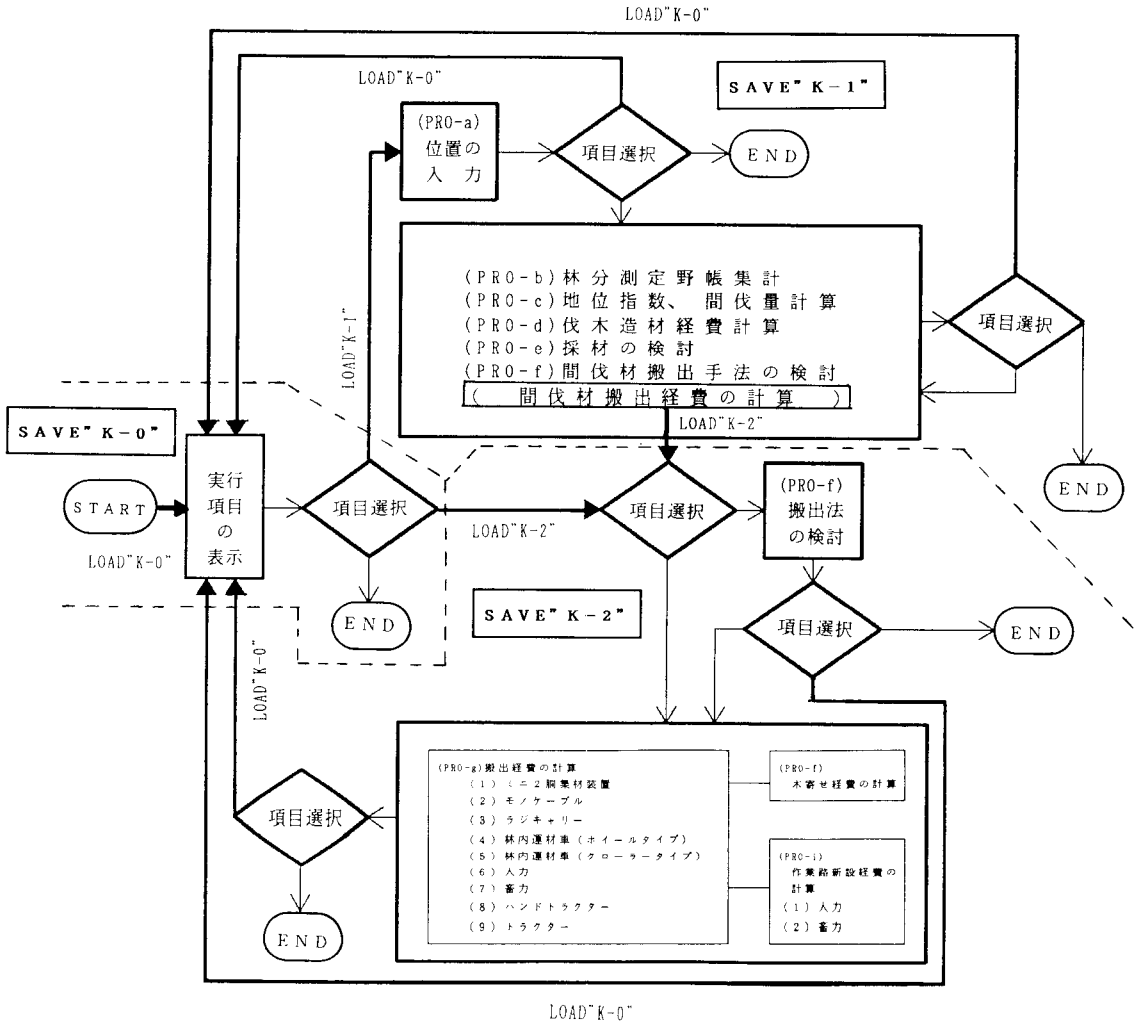 LOAD"K-0"
LOAD"K-0"
SAVE"K-1"
(PRO-a)
位置の
入 力
項目選択
END
(PRO-b)林分測定野帳集計
(PRO-c)地位指数、 間伐量計算
(PRO-d)伐木造材経費計算
(PRO-e)採材の検討
(PRO-f)間伐材搬出手法の検討
( 間伐材搬出経費の計算 )
項目選択
LOAD"K-1"
LOAD"K-2"
SAVE"K-0"
START
LOAD"K-0"
実行
項目
の
表示
項目選択
LOAD"K-2"
項目選択
(PRO-f)
搬出法
の検討
END
END
SAVE"K-2"
項目選択
END
LOAD"K-0"
(PRO-g)搬出経費の計算
(1) ミニ2胴集材装置
(2) モノケーブル
(3) ラジキャリー
(4) 林内運材車(ホイールタイプ)
(5) 林内運材車(クローラータイプ)
(6) 人力
(7) 畜力
(8) ハンドトラクター
(9) トラクター
(PRO-f)
木寄せ経費の計算
(PRO-i)
作業路新設経費の
計算
(1) 人力
(2) 畜力
項目選択
END
LOAD"K-0"